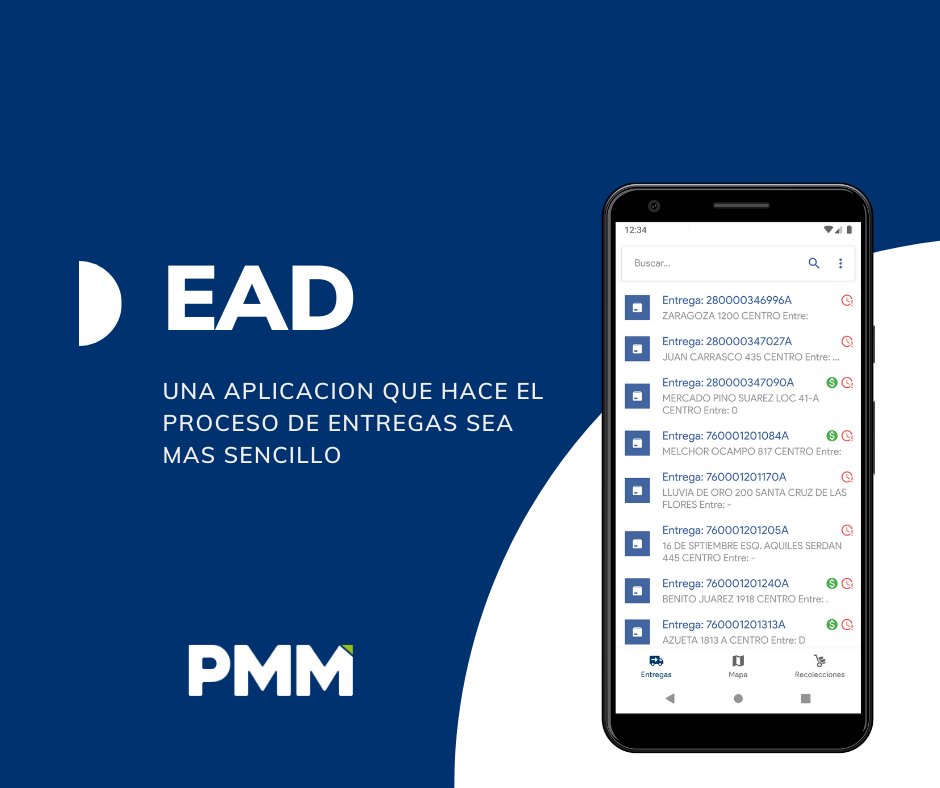 EAD
UNA APLICACION QUE HACE EL
PROCESO DE ENTREGAS SEA
MAS SENCILLO
PMM
12:34
Buscar...
Entrega: 280000346996A
ZARAGOZA 1200 CENTRO Entre:
Entrega: 280000347027A
JUAN CARRASCO 435 CENTRO Entre: ...
Entrega: 280000347090A
MERCADO PINO SUAREZ LOC 41-A
CENTRO Entre: 0
Entrega: 760001201084A
MELCHOR OCAMPO 817 CENTRO Entre:
Entrega: 760001201170A
LLUVIA DE ORO 200 SANTA CRUZ DE LAS
FLORES Entre: -
Entrega: 760001201205A
16 DE SPTIEMBRE ESQ. AQUILES SERDAN
445 CENTRO Entre: -
Entrega: 760001201240A
BENITO JUAREZ 1918 CENTRO Entre: .
Entrega: 760001201313A
AZUETA 1813 A CENTRO Entre: D
Entregas
Mapa
Recolecciones